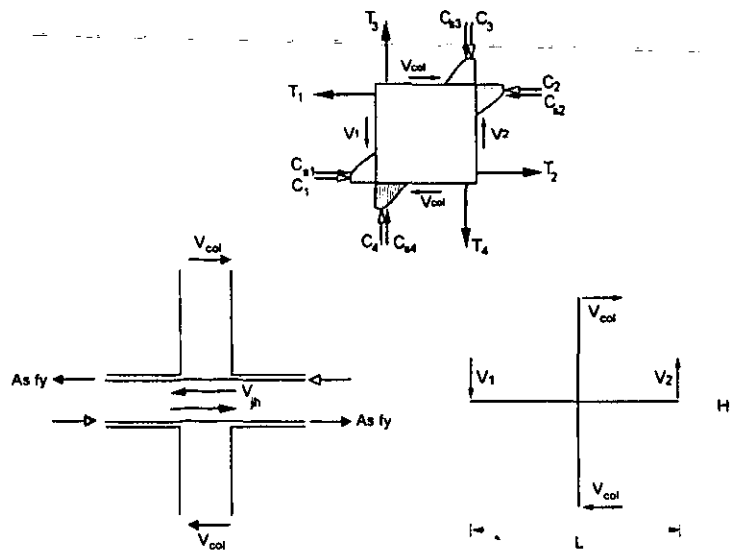 T3
Cs3 C3
Vcol
T1
C2
Cs2
V1
V2
Cs1
C1
T2
Vcol
C4 Cs4
T4
Vcol
As fy
Vjh
As fy
Vcol
Vcol
V1
V2
H
Vcol
L